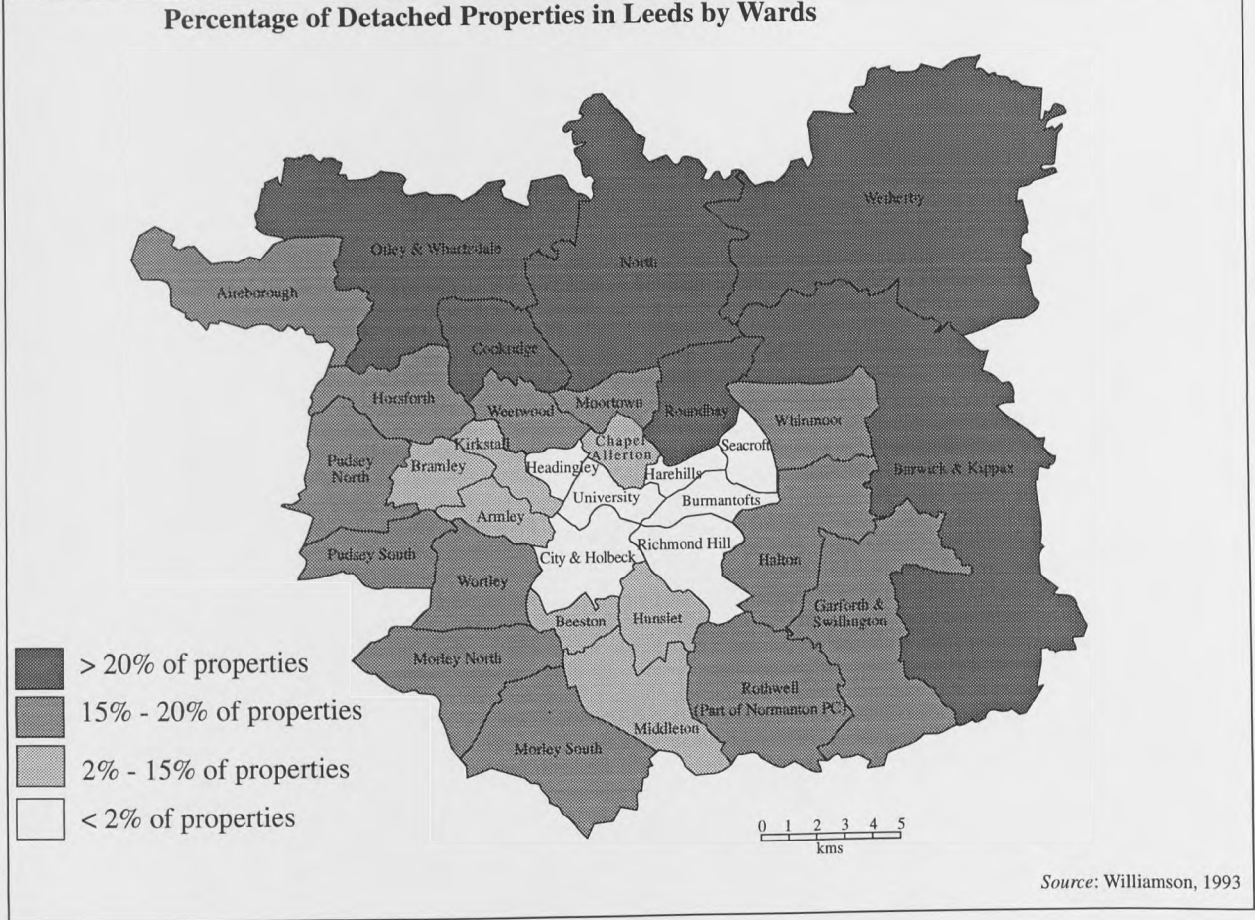 Percentage of Detached Properties in Leeds by Wards
Wetherby
Otley & Wharfedale
North
Aireborough
Cookridge
Horsforth
Weetwood
Moortown
Roundbay
Whinmoor
Kirkstall
Chapel
Allerton
Seacroft
Pudsey
North
Bramley
Headingley
Harehills
Barwick & Kippax
University
Burmantofts
Armley
Pudsey South
City & Holbeck
Richmond Hill
Halton
Wortley
Beeston
Hunslet
Garforth &
Swillington
Morley North
Rothwell
(Part of Normanton PC)
Middleton
Morley South
> 20% of properties
15% - 20% of properties
2% - 15% of properties
< 2% of properties
0 1 2 3 4 5
kms
Source: Williamson, 1993